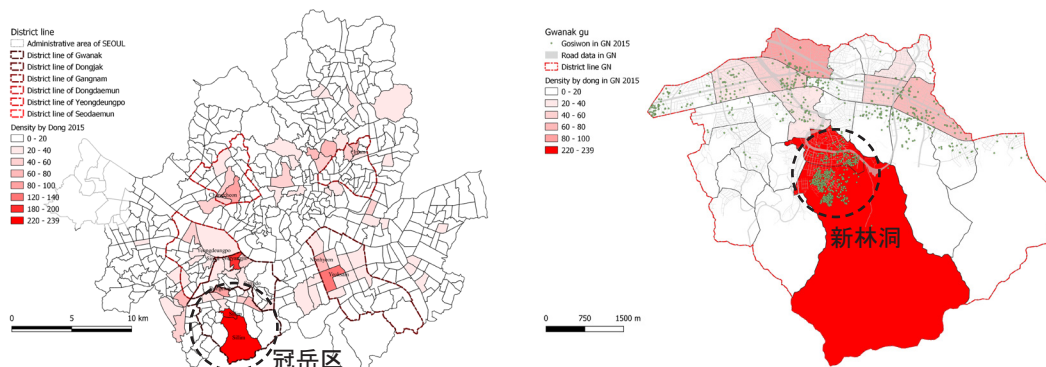 District line
Administrative area of SEOUL
District line of Gwanak
District line of Dongjak
District line of Gangnam
District line of Dongdaemun
District line of Yeongdeungpo
District line of Seodaemun
Density by Dong 2015
0 - 20
20 - 40
40 - 60
60 - 80
80 - 100
120 - 140
180 - 200
220 - 239
Yeongdeungpo
0 5 10 km
冠岳区
Gwanak gu
Gosiwon in GN 2015
Road data in GN
District line GN
Density by dong in GN 2015
0 - 20
20 - 40
40 - 60
60 - 80
80 - 100
220 - 239
新林洞
0 750 1500 m